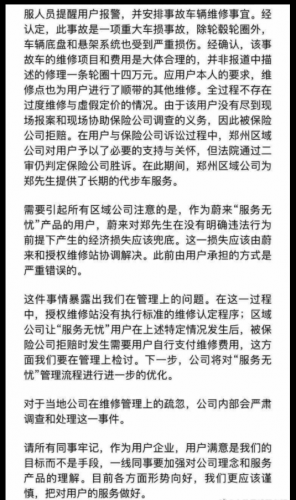 服人员提醒用户报警，并安排事故车辆维修事宜。经
认定，此事故是一项重大车损事故，除轮毂轮圈外，
车辆底盘和悬架系统也受到严重损伤。经确认，该事
故车的维修项目和费用是大体合理的，并非报道中描
述的修理一条轮圈十四万元。应用户本人的要求，维
修点也为用户进行了顺带的其他维修。全过程不存在
过度维修与虚假定价的情况。由于该用户没有尽到现
场报案和现场协助保险公司调查的义务，因此被保险
公司拒赔。在用户与保险公司诉讼过程中，郑州区域
公司对用户予以了必要的支持与关怀，但法院通过二
审仍判定保险公司胜诉。在此期间，郑州区域公司为
郑先生提供了长期的代步车服务。
需要引起所有区域公司注意的是，作为蔚来“服务无
忧”产品的用户，蔚来对郑先生在没有明确违法行为
前提下产生的经济损失应该兜底。这一损失应该由蔚
来和授权维修站协调解决。此前由用户承担的方式是
严重错误的。
这件事情暴露出我们在管理上的问题。在这一过程
中，授权维修站没有执行标准的维修认定程序；区域
公司让“服务无忧”用户在上述特定情况发生后，被
保险公司拒赔时发生需要用户自行支付维修费用，这
方面我们要在管理上检讨。下一步，公司将对“服务无
忧”管理流程进行进一步的优化。
对于当地公司在维修管理上的疏忽，公司内部会严肃
调查和处理这一事件。
请所有同事牢记，作为用户企业，用户满意是我们的
目标而不是手段，一线同事要加强对公司理念和服务
产品的理解。目前各方面形势向好，我们更应该谨
慎，把对用户的服务做好。